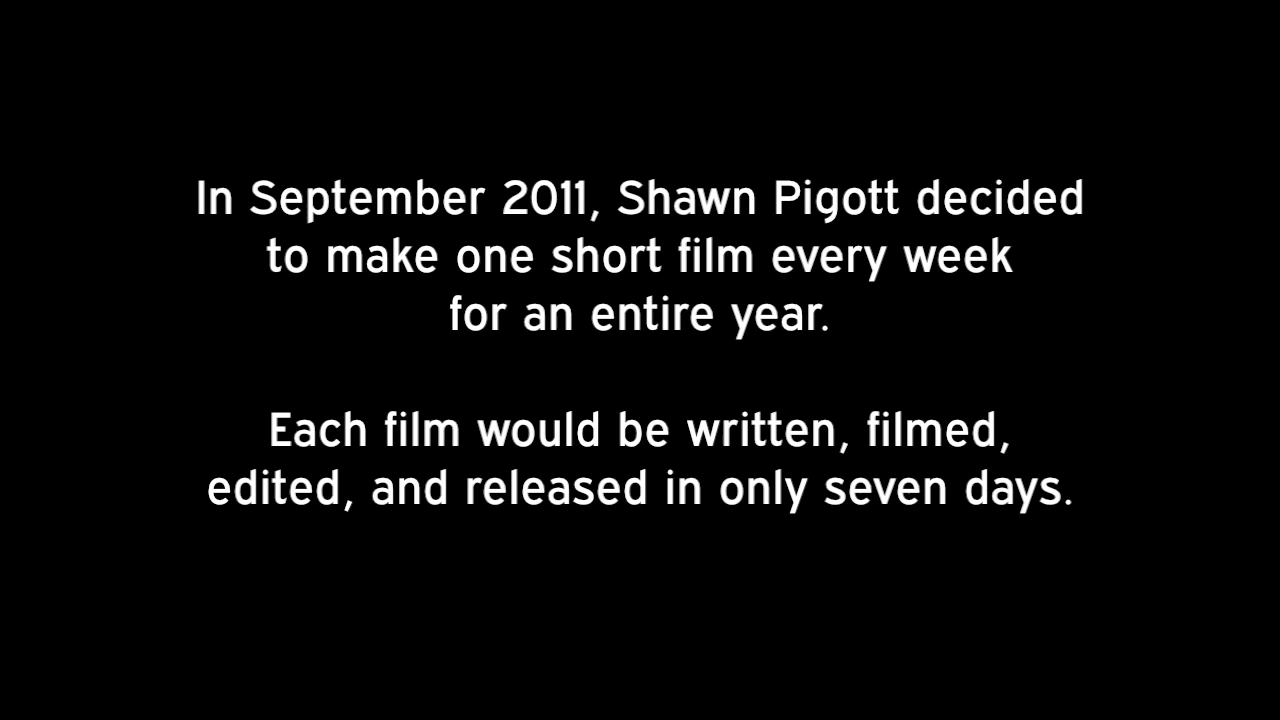 In September 2011, Shawn Pigott decided
to make one short film every week
for an entire year.
Each film would be written, filmed,
edited, and released in only seven days.